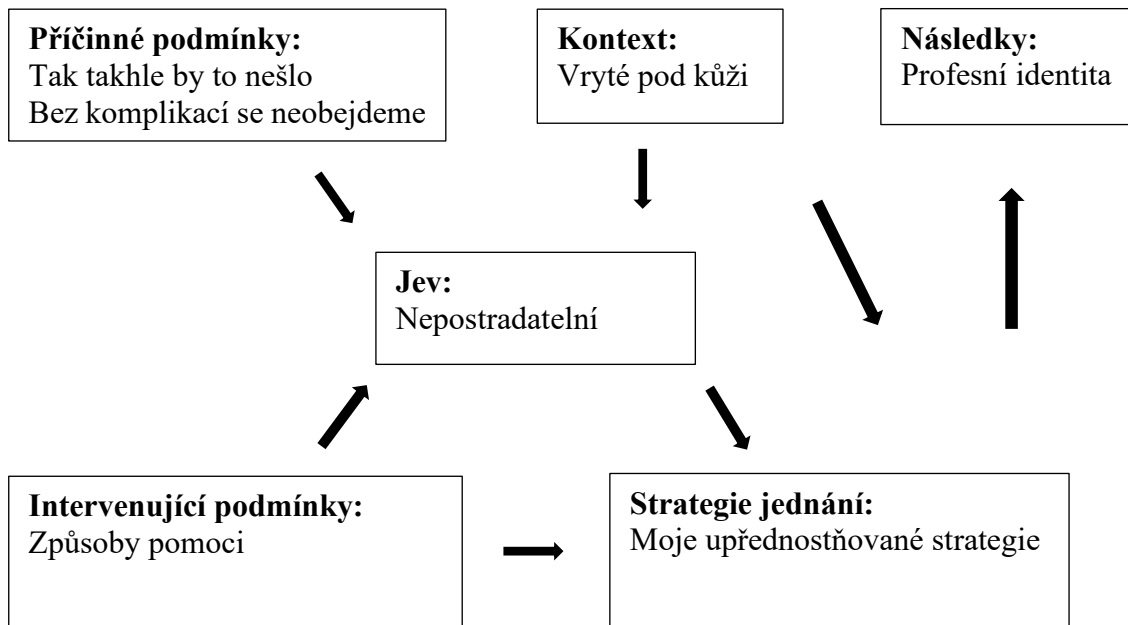 Příčinné podmínky:
Tak takhle by to nešlo
Bez komplikací se neobejdeme
Kontext:
Vryté pod kůži
Následky:
Profesní identita
Jev:
Nepostradatelní
Intervenující podmínky:
Způsoby pomoci
Strategie jednání:
Moje upřednostňované strategie